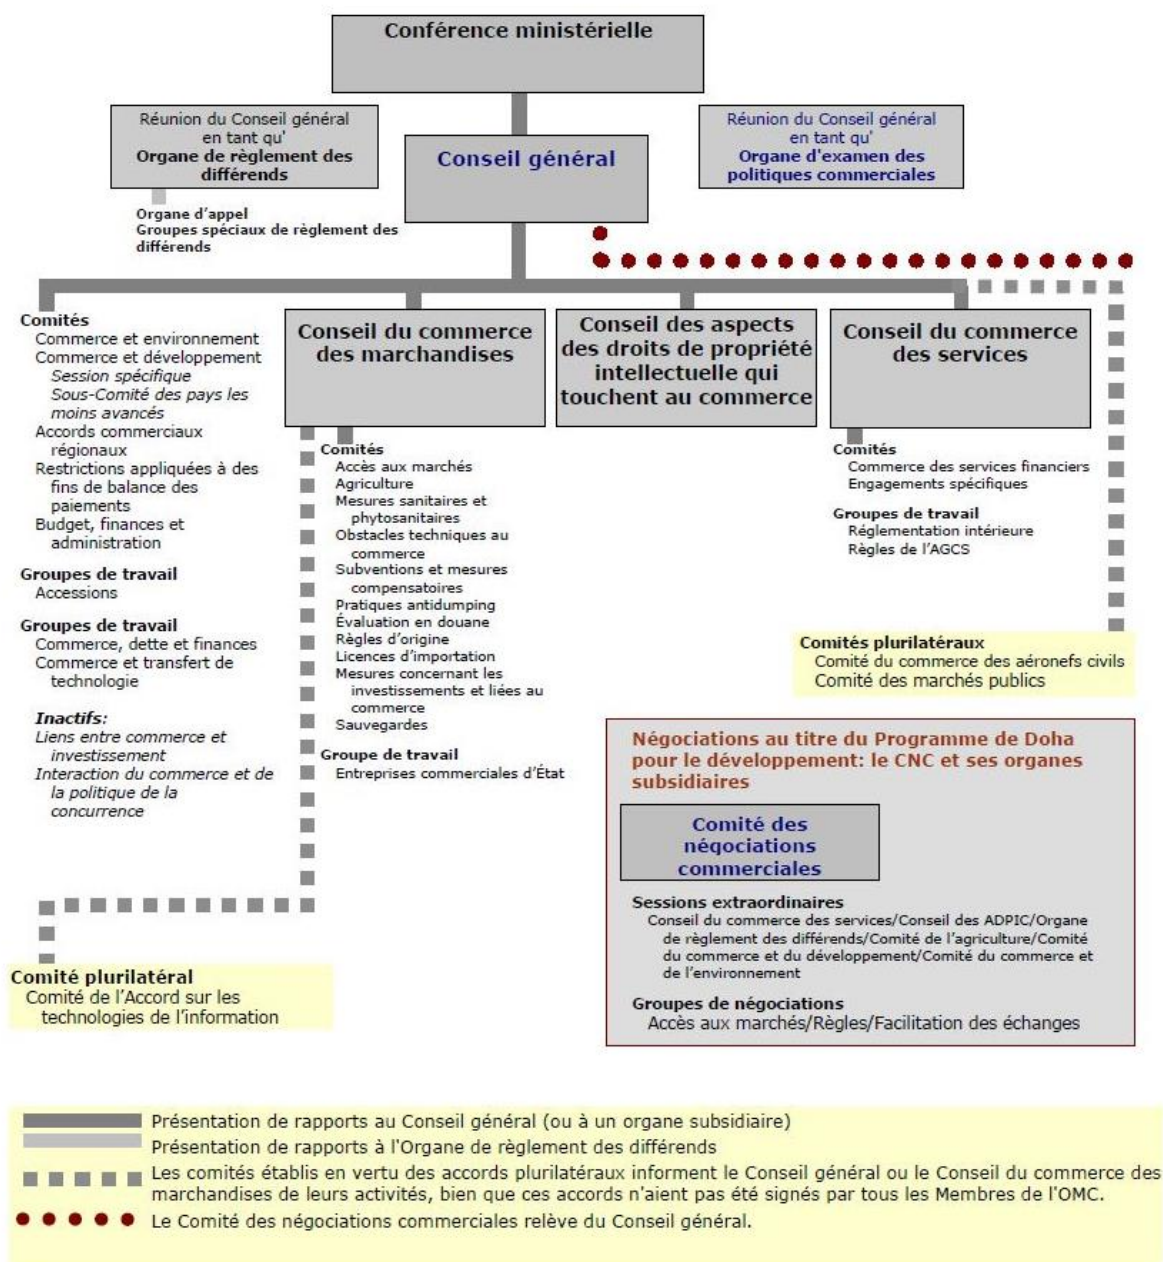 Conférence ministérielle
Réunion du Conseil général
en tant qu'
Organe de règlement des
différends
Conseil général
Réunion du Conseil général
en tant qu'
Organe d'examen des
politiques commerciales
Organe d'appel
Groupes spéciaux de règlement des
différends
Comités
Commerce et environnement
Commerce et développement
Session spécifique
Sous-Comité des pays les
moins avancés
Accords commerciaux
régionaux
Restrictions appliquées à des
fins de balance des
paiements
Budget, finances et
administration
Groupes de travail
Accessions
Groupes de travail
Commerce, dette et finances
Commerce et transfert de
technologie
Inactifs:
Liens entre commerce et
investissement
Interaction du commerce et de
la politique de la
concurrence
Conseil du commerce
des marchandises
Comités
Accès aux marchés
Agriculture
Mesures sanitaires et
phytosanitaires
Obstacles techniques au
commerce
Subventions et mesures
compensatoires
Pratiques antidumping
Évaluation en douane
Règles d'origine
Licences d'importation
Mesures concernant les
investissements et liées au
commerce
Sauvegardes
Groupe de travail
Entreprises commerciales d'État
Conseil des aspects
des droits de propriété
intellectuelle qui
touchent au commerce
Conseil du commerce
des services
Comités
Commerce des services financiers
Engagements spécifiques
Groupes de travail
Réglementation intérieure
Règles de l'AGCS
Comités plurilatéraux
Comité du commerce des aéronefs civils
Comité des marchés publics
Négociations au titre du Programme de Doha
pour le développement: le CNC et ses organes
subsidiaires
Comité des
négociations
commerciales
Sessions extraordinaires
Conseil du commerce des services/Conseil des ADPIC/Organe
de règlement des différends/Comité de l'agriculture/Comité
du commerce et du développement/Comité du commerce et
de l'environnement
Groupes de négociations
Accès aux marchés/Règles/Facilitation des échanges
Comité plurilatéral
Comité de l'Accord sur les
technologies de l'information
Présentation de rapports au Conseil général (ou à un organe subsidiaire)
Présentation de rapports à l'Organe de règlement des différends
Les comités établis en vertu des accords plurilatéraux informent le Conseil général ou le Conseil du commerce des
marchandises de leurs activités, bien que ces accords n'aient pas été signés par tous les Membres de l'OMC.
Le Comité des négociations commerciales relève du Conseil général.